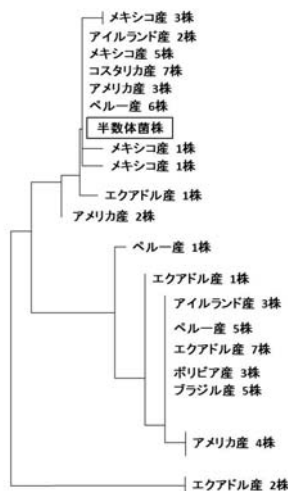 メキシコ産 3株
アイルランド産 2株
メキシコ産 5株
コスタリカ産 7株
アメリカ産 3株
ペルー産 6株
半数体菌株
メキシコ産 1株
メキシコ産 1株
エクアドル産 1株
アメリカ産 2株
ペルー産 1株
エクアドル産 1株
アイルランド産 3株
ペルー産 5株
エクアドル産 7株
ボリビア産 3株
ブラジル産 5株
アメリカ産 4株
エクアドル産 2株